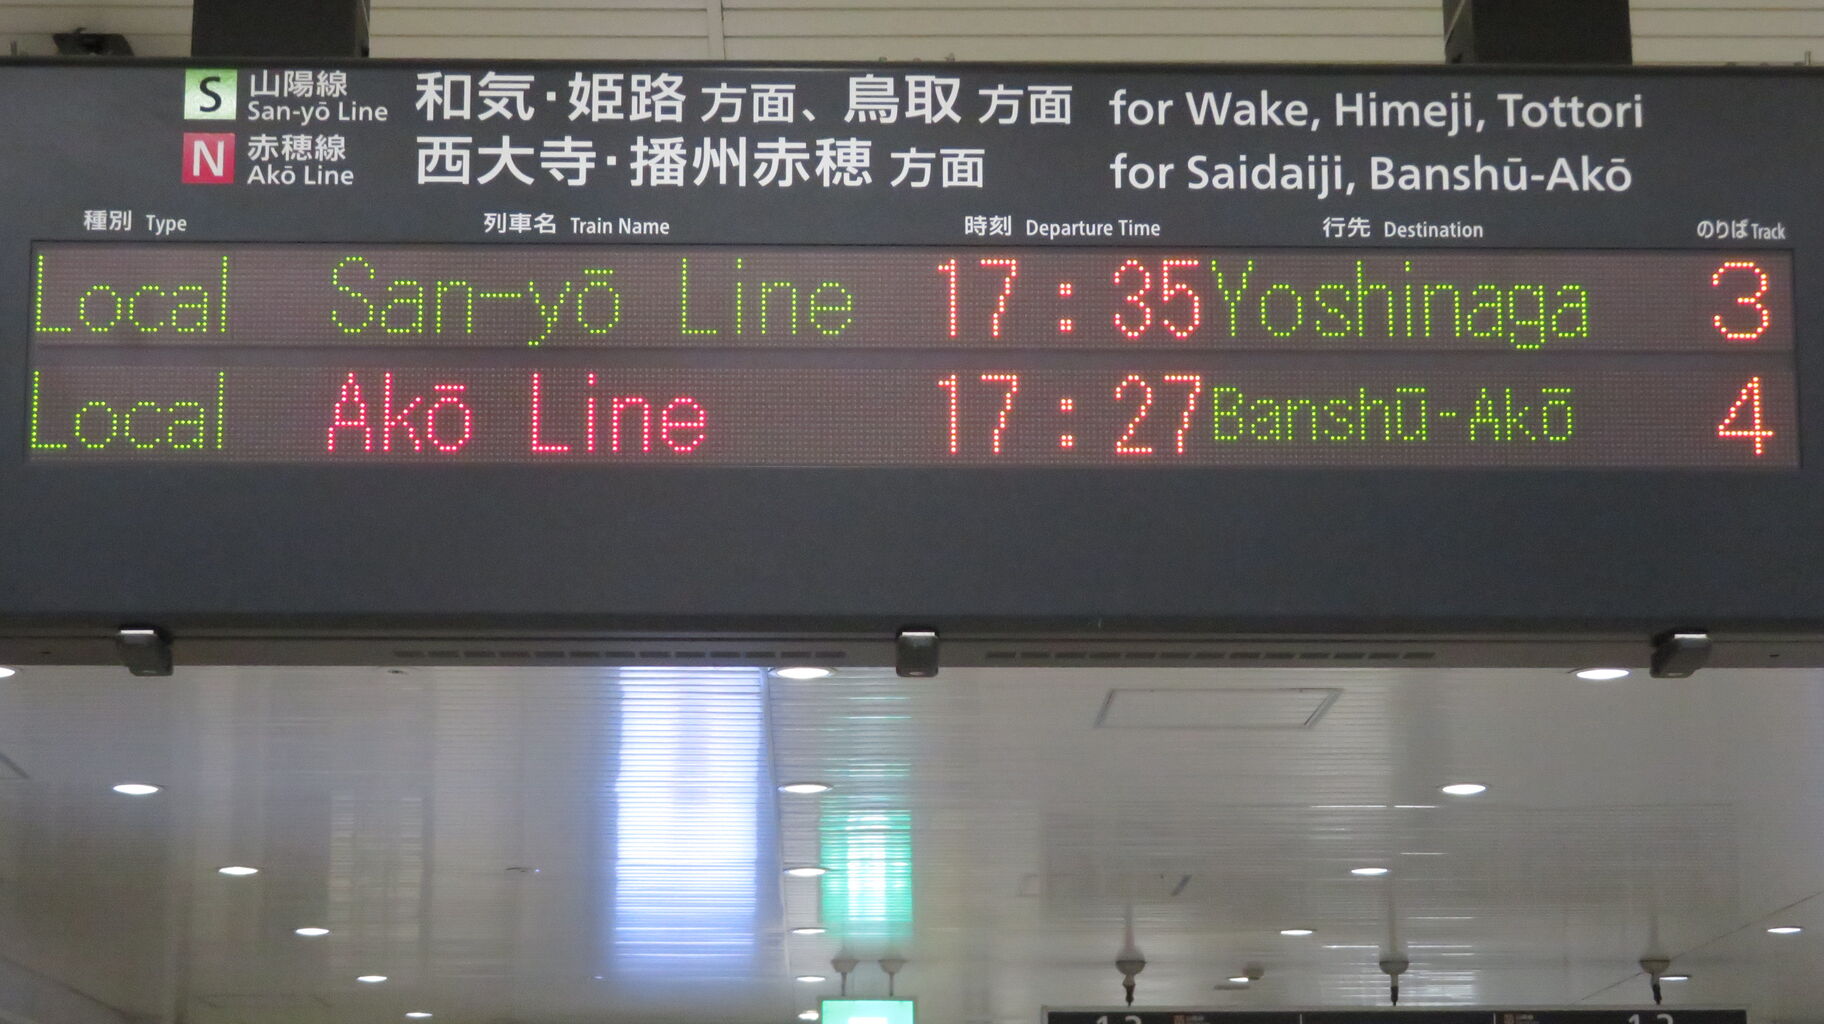 S 山陽線 San-yō Line 和気・姫路 方面、鳥取 方面 for Wake, Himeji, Tottori
N 赤穂線 Akō Line 西大寺・播州赤穂 方面 for Saidaiji, Banshū-Akō
種別 Type 列車名 Train Name 時刻 Departure Time 行先 Destination のりば Track
Local San-yō Line 17:35 Yoshinaga 3
Local Akō Line 17:27 Banshū-Akō 4